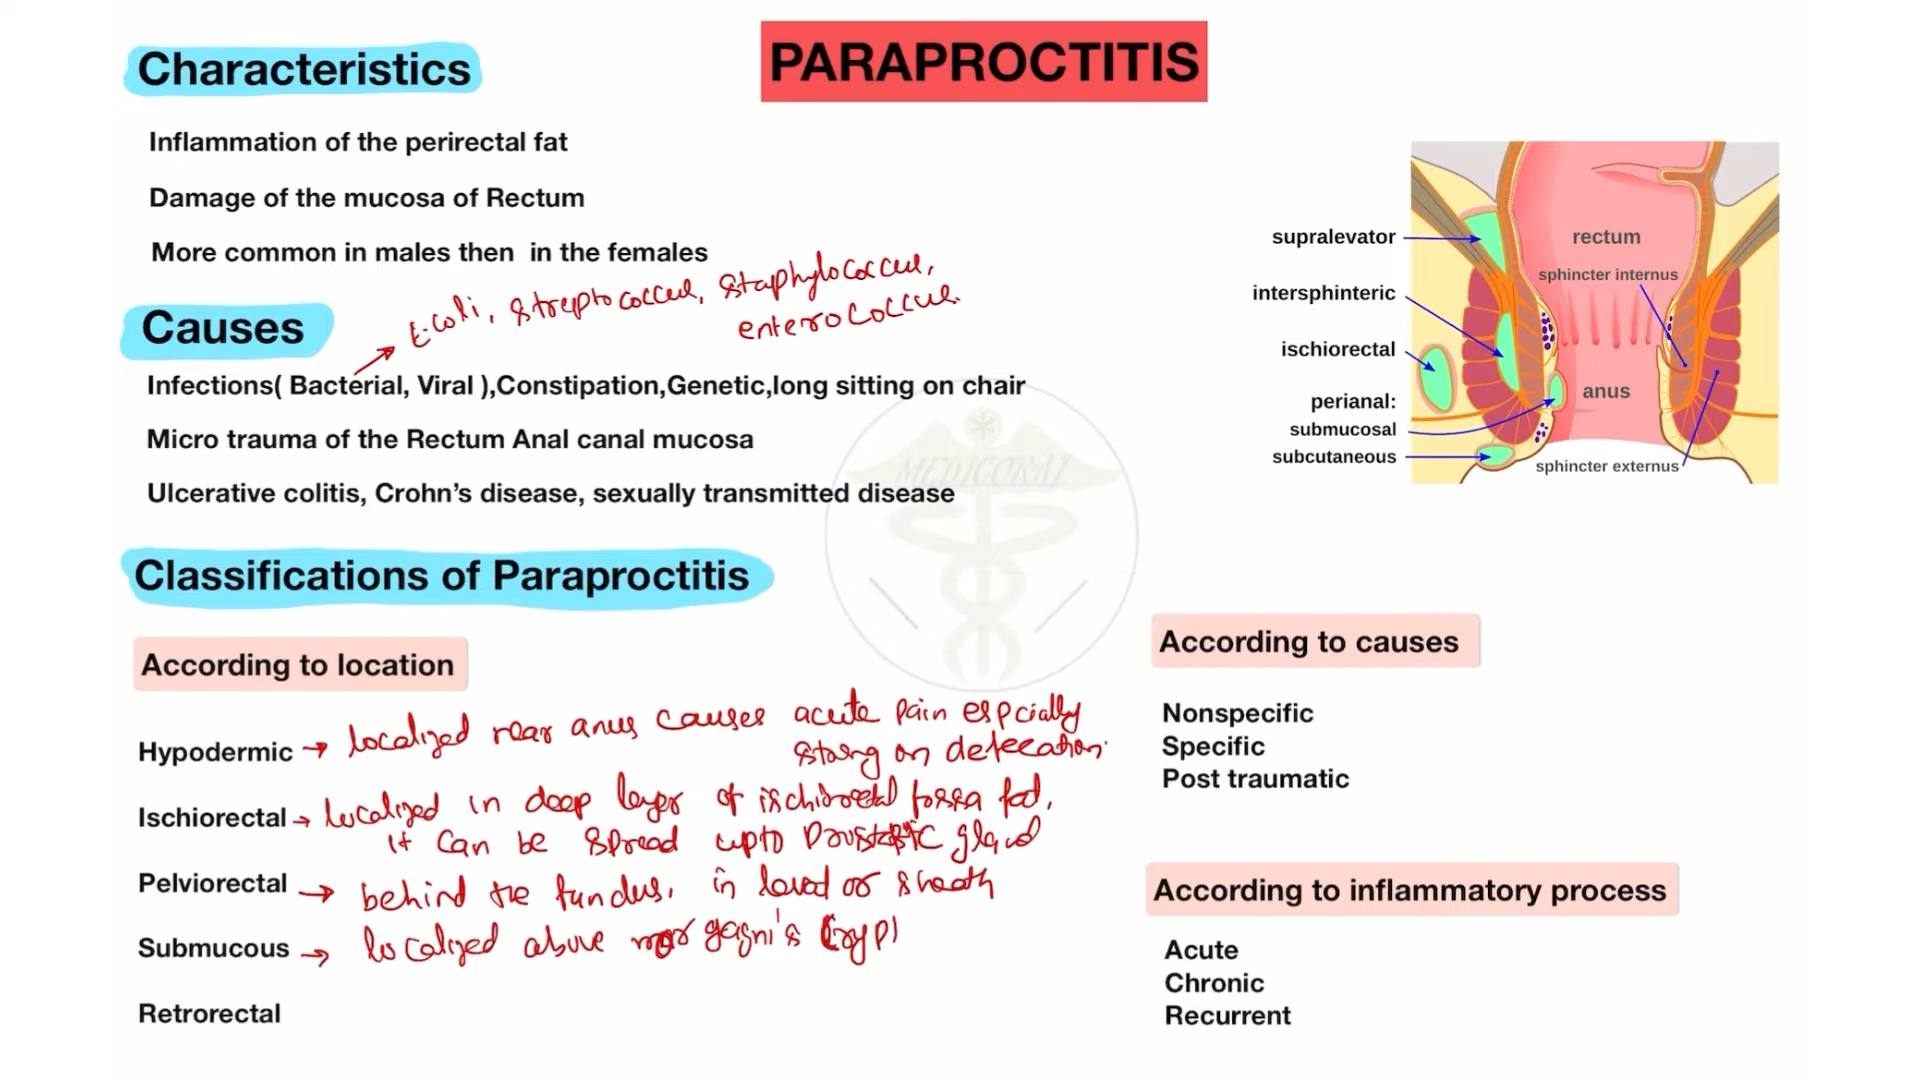 PARAPROCTITIS
Characteristics
Inflammation of the perirectal fat
Damage of the mucosa of Rectum
More common in males then in the females
Causes
E.coli, streptococcus, staphylococcus,
enterococcus.
Infections( Bacterial, Viral ),Constipation,Genetic,long sitting on chair
Micro trauma of the Rectum Anal canal mucosa
Ulcerative colitis, Crohn’s disease, sexually transmitted disease
supralevator
intersphinteric
ischiorectal
perianal:
submucosal
subcutaneous
rectum
sphincter internus
anus
sphincter externus
MEDICORAY
Classifications of Paraproctitis
According to location
Hypodermic → localized near anus causes acute pain espcially
on defecation.
Ischiorectal → localized in deep layer of ischiorectal fossa fat,
it can be spread upto gland
Pelviorectal → behind the fundus, in or sheath
Submucous → localized above morgagni's crypt
Retrorectal
According to causes
Nonspecific
Specific
Post traumatic
According to inflammatory process
Acute
Chronic
Recurrent